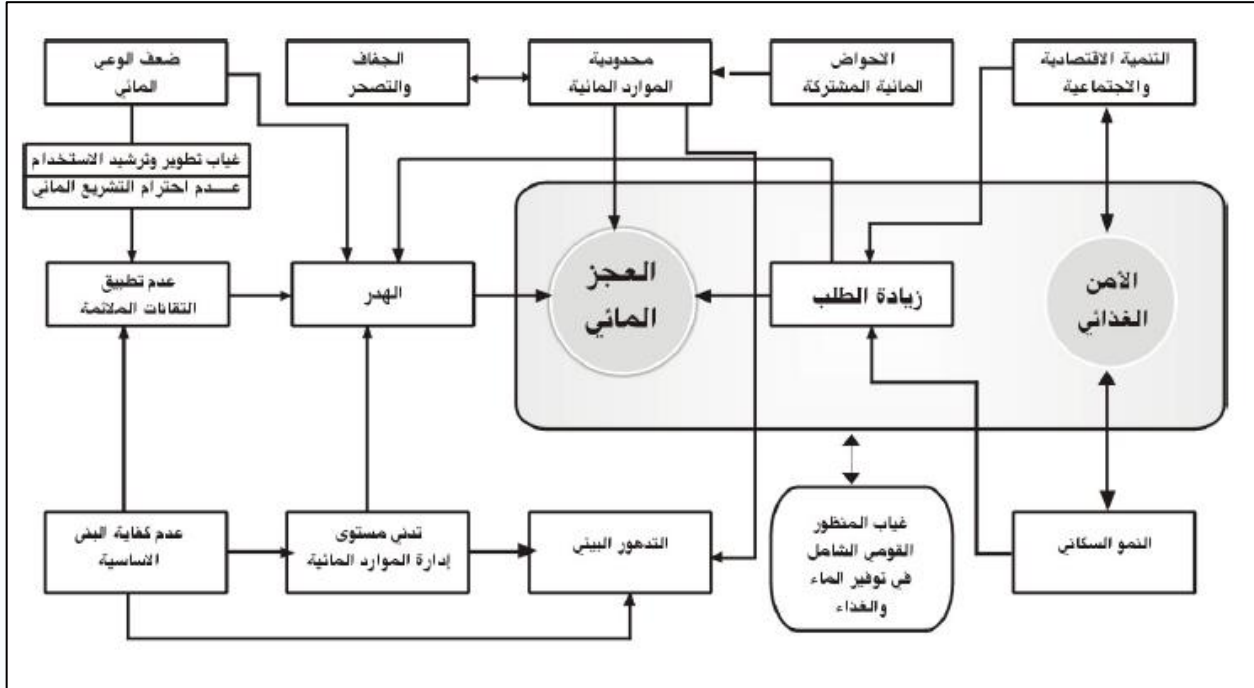 التنمية الاقتصادية
والاجتماعية
الاحواض
المائية المشتركة
محدودية
الموارد المائية
الجفاف
والتصحر
ضعف الوعي
المائي
غياب تطوير وترشيد الاستخدام
عـــدم احترام التشريع المائي
الأمن
الغذائي
زيادة الطلب
العجز
المائي
الهدر
عدم تطبيق
التقانات الملائمة
النمو السكاني
غياب المنظور
القومي الشامل
في توفير الماء
والغذاء
التدهور البيئي
تدني مستوى
إدارة الموارد المائية
عدم كفاية البنى
الاساسية